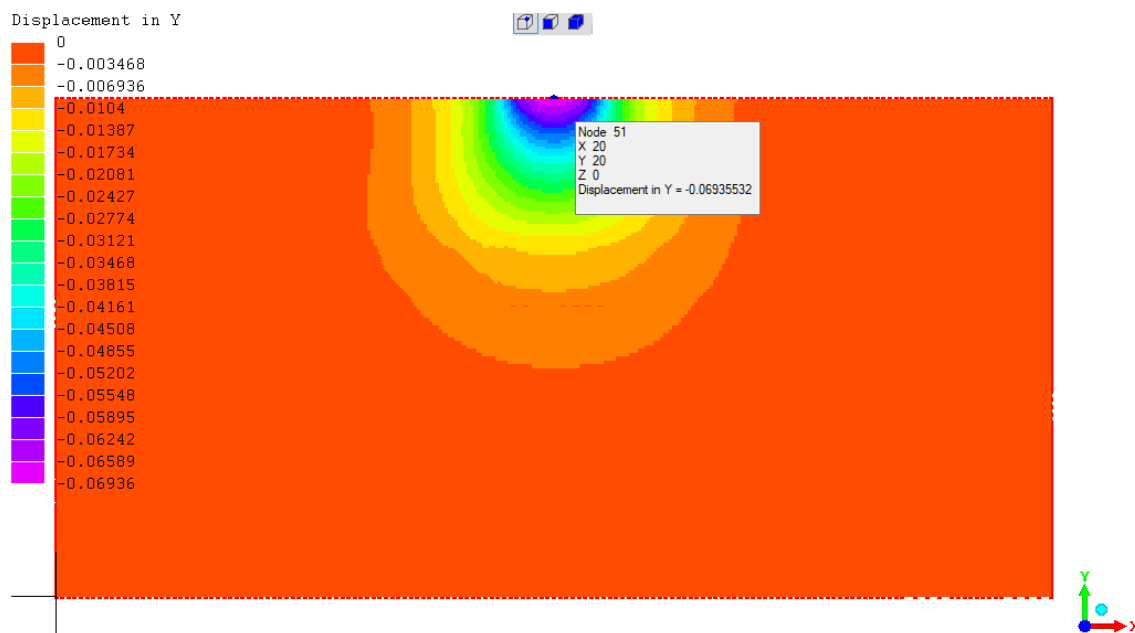 Displacement in Y
0
-0.003468
-0.006936
-0.0104
-0.01387
-0.01734
-0.02081
-0.02427
-0.02774
-0.03121
-0.03468
-0.03815
-0.04161
-0.04508
-0.04855
-0.05202
-0.05548
-0.05895
-0.06242
-0.06589
-0.06936
Node 51
X 20
Y 20
Z 0
Displacement in Y = -0.06935532
Y
X